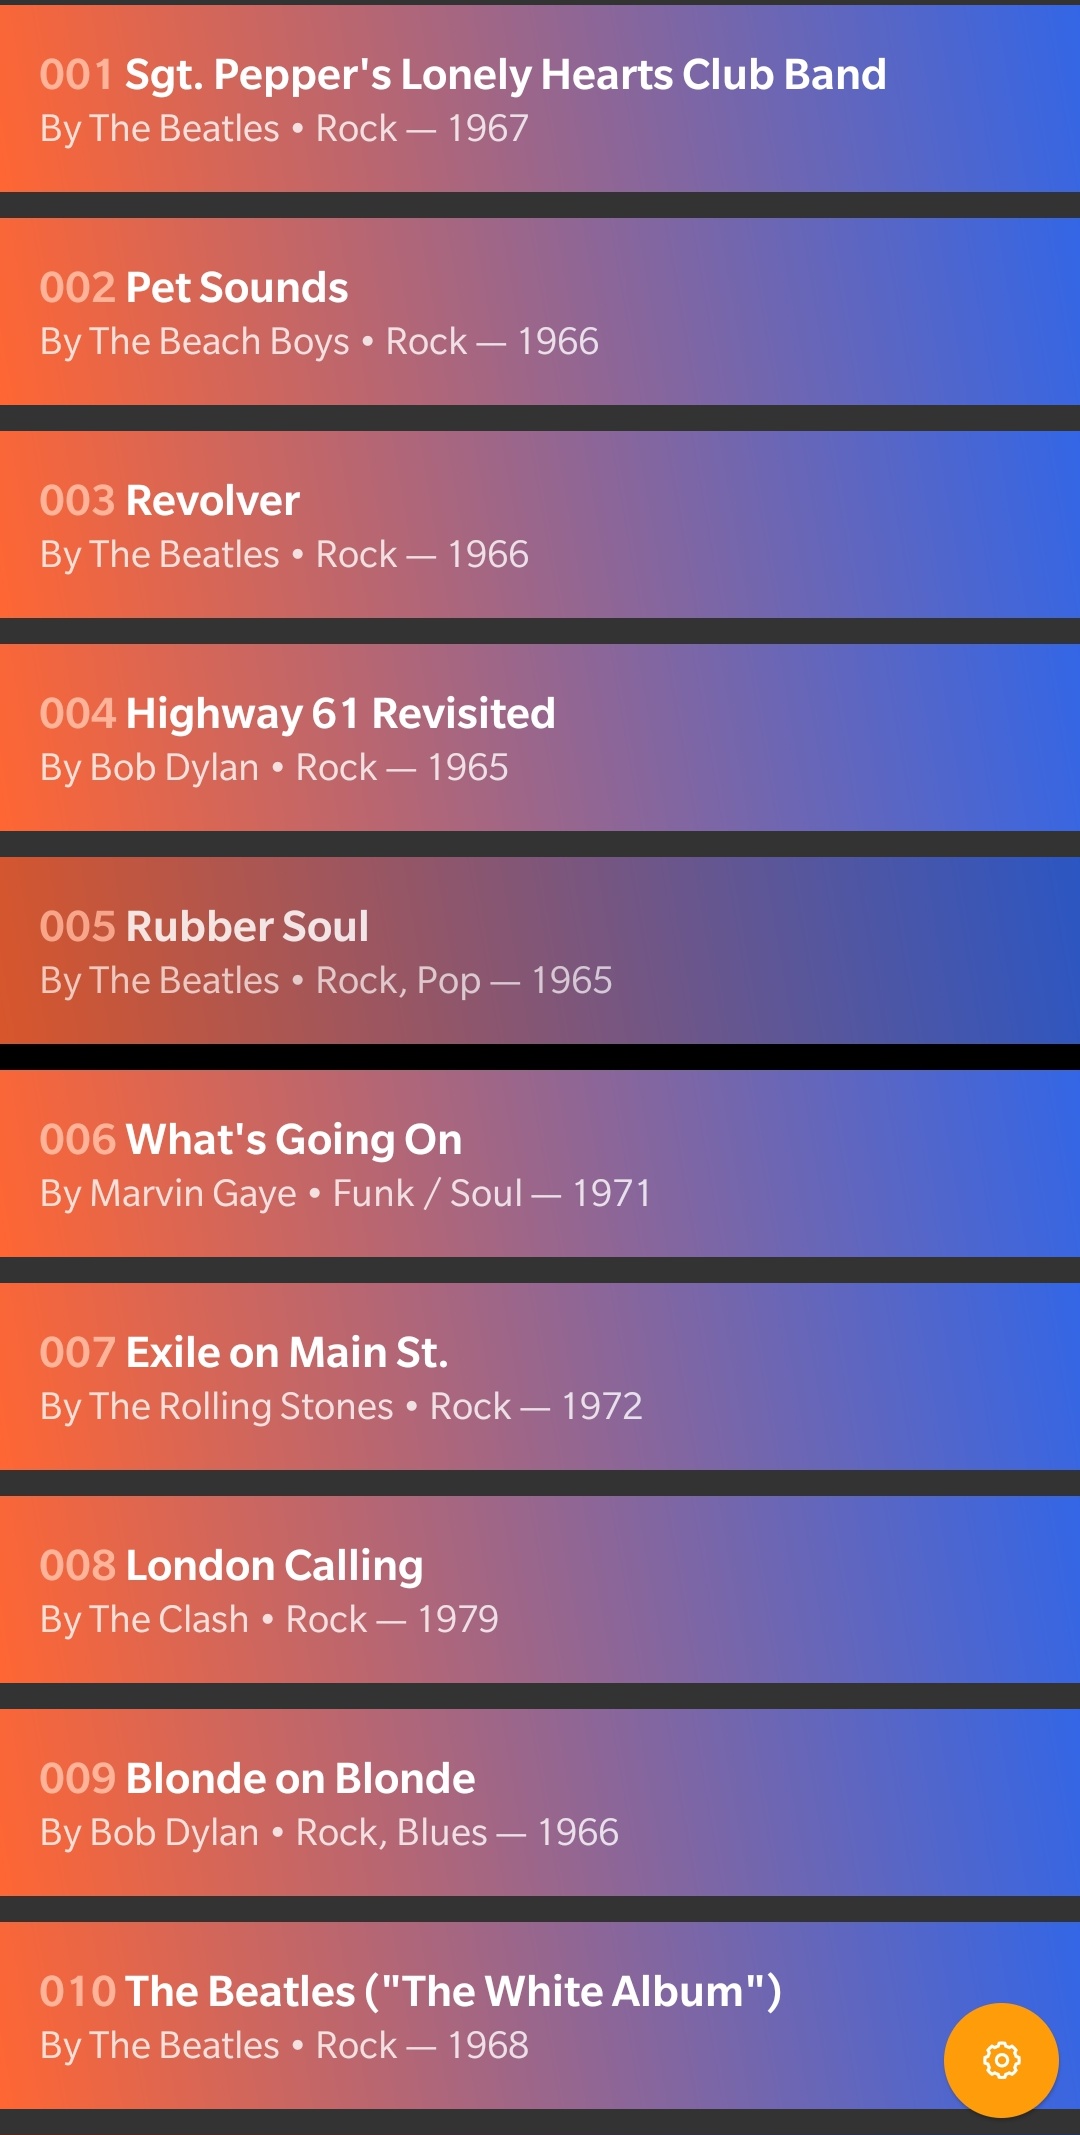 001 Sgt. Pepper's Lonely Hearts Club Band
By The Beatles • Rock — 1967
002 Pet Sounds
By The Beach Boys • Rock — 1966
003 Revolver
By The Beatles • Rock — 1966
004 Highway 61 Revisited
By Bob Dylan • Rock — 1965
005 Rubber Soul
By The Beatles • Rock, Pop — 1965
006 What's Going On
By Marvin Gaye • Funk / Soul — 1971
007 Exile on Main St.
By The Rolling Stones • Rock — 1972
008 London Calling
By The Clash • Rock — 1979
009 Blonde on Blonde
By Bob Dylan • Rock, Blues — 1966
010 The Beatles ("The White Album")
By The Beatles • Rock — 1968